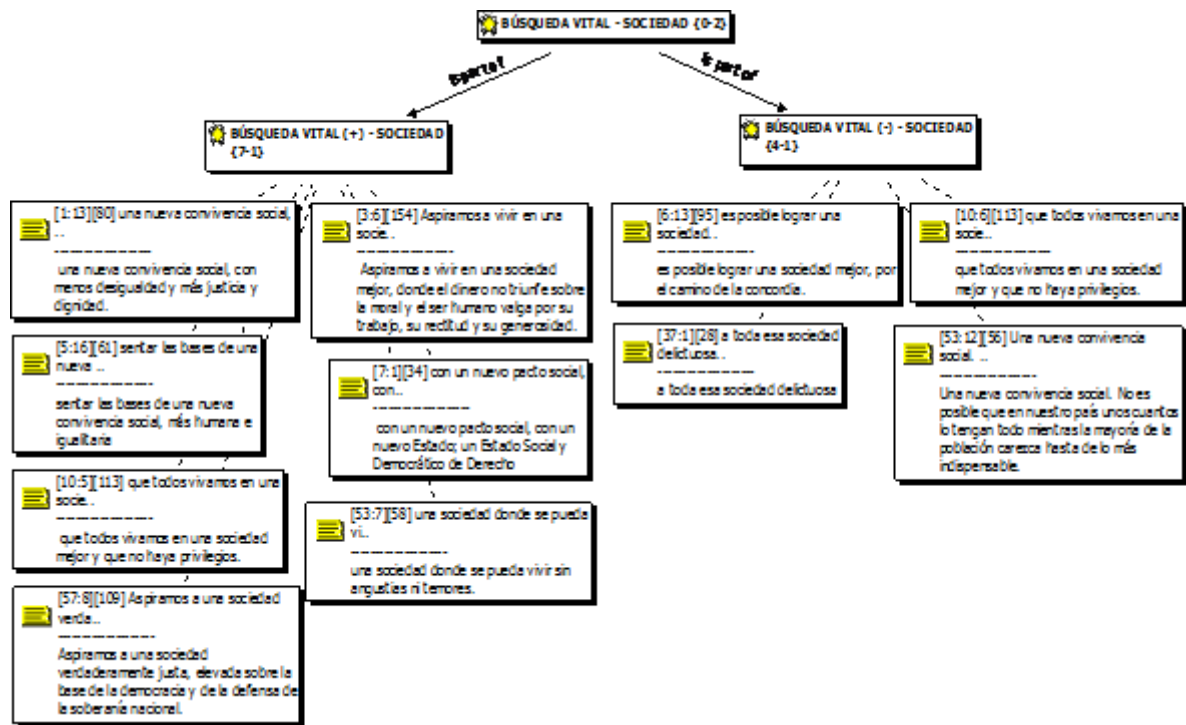 BÚSQUEDA VITAL - SOCIEDAD {0-2}
is part of
is part of
BÚSQUEDA VITAL (+) - SOCIEDAD
{7-1}
BÚSQUEDA VITAL (-) - SOCIEDAD
{4-1}
[1:13][80] una nueva convivencia social,
..
--------------------
una nueva convivencia social, con
menos desigualdad y más justicia y
dignidad.
[3:6][154] Aspiramos a vivir en una
socie..
--------------------
Aspiramos a vivir en una sociedad
mejor, donde el dinero no triunfe sobre
la moral y el ser humano valga por su
trabajo, su rectitud y su generosidad.
[6:13][95] es posible lograr una
sociedad..
--------------------
es posible lograr una sociedad mejor, por
el camino de la concordia.
[10:6][113] que todos vivamos en una
socie..
--------------------
que todos vivamos en una sociedad
mejor y que no haya privilegios.
[5:16][61] sentar las bases de una
nueva ..
--------------------
sentar las bases de una nueva
convivencia social, más humana e
igualitaria
[7:1][34] con un nuevo pacto social,
con..
--------------------
con un nuevo pacto social, con un
nuevo Estado; un Estado Social y
Democrático de Derecho
[37:1][28] a toda esa sociedad
delictuosa..
--------------------
a toda esa sociedad delictuosa
[53:12][56] Una nueva convivencia
social. ..
--------------------
Una nueva convivencia social. No es
posible que en nuestro país unos cuantos
lo tengan todo mientras la mayoría de la
población caresca hasta de lo más
indispensable.
[10:5][113] que todos vivamos en una
socie..
--------------------
que todos vivamos en una sociedad
mejor y que no haya privilegios.
[53:7][58] una sociedad donde se pueda
vi..
--------------------
una sociedad donde se pueda vivir sin
angustias ni temores.
[57:8][109] Aspiramos a una sociedad
verda..
--------------------
Aspiramos a una sociedad
verdaderamente justa, elevada sobre la
base de la democracia y de la defensa de
la soberanía nacional.